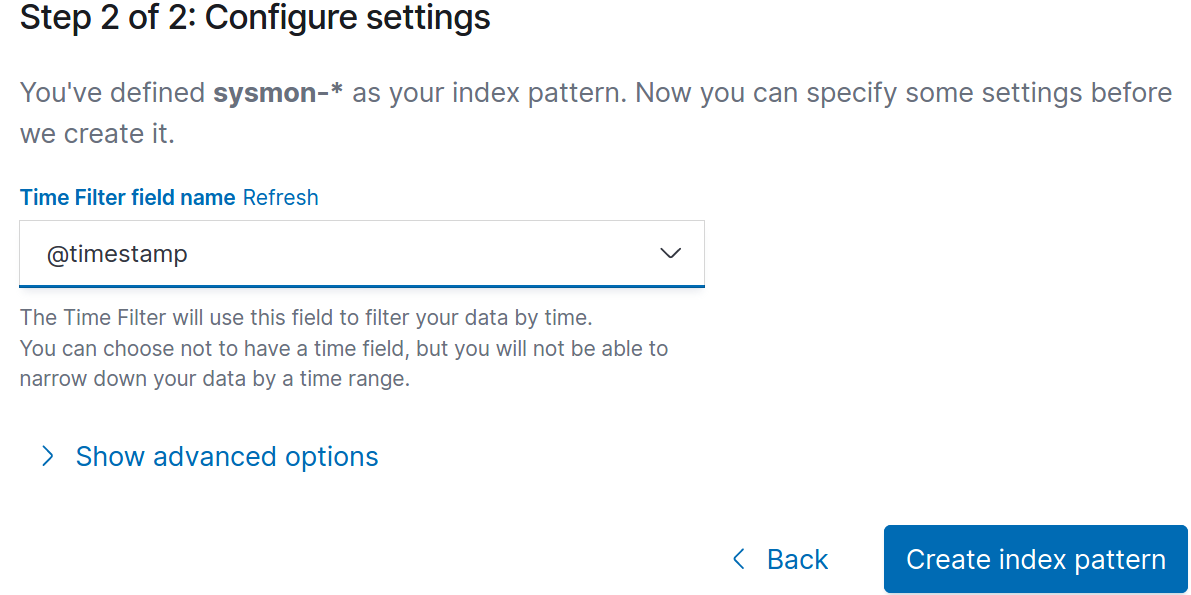 Step 2 of 2: Configure settings
You've defined sysmon-* as your index pattern. Now you can specify some settings before
we create it.
Time Filter field name Refresh
@timestamp
The Time Filter will use this field to filter your data by time.
You can choose not to have a time field, but you will not be able to
narrow down your data by a time range.
Show advanced options
Back
Create index pattern